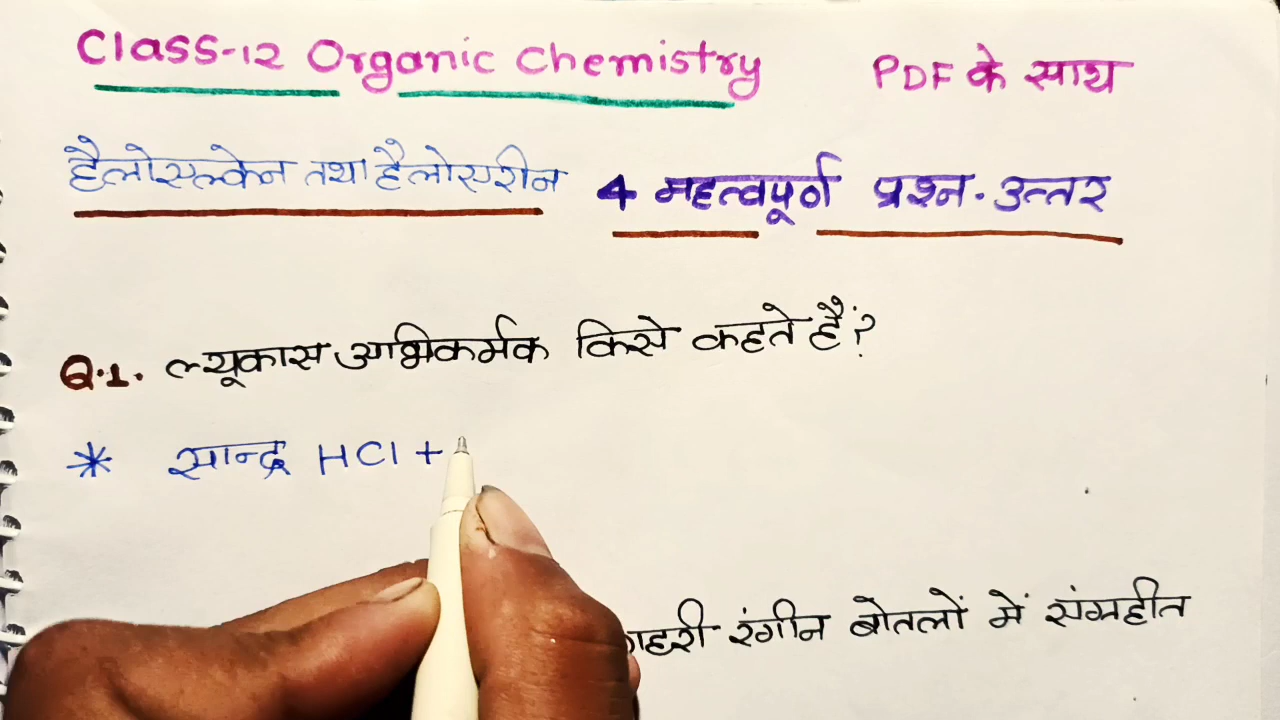 Class-12 Organic Chemistry PDF के साथ
हैलोएल्केन तथा हैलोएरीन 4 महत्वपूर्ण प्रश्न-उत्तर
Q.1. ल्यूकास अभिकर्मक किसे कहते हैं?
* सान्द्र HCl +
गहरी रंगीन बोतलों में संग्रहीत